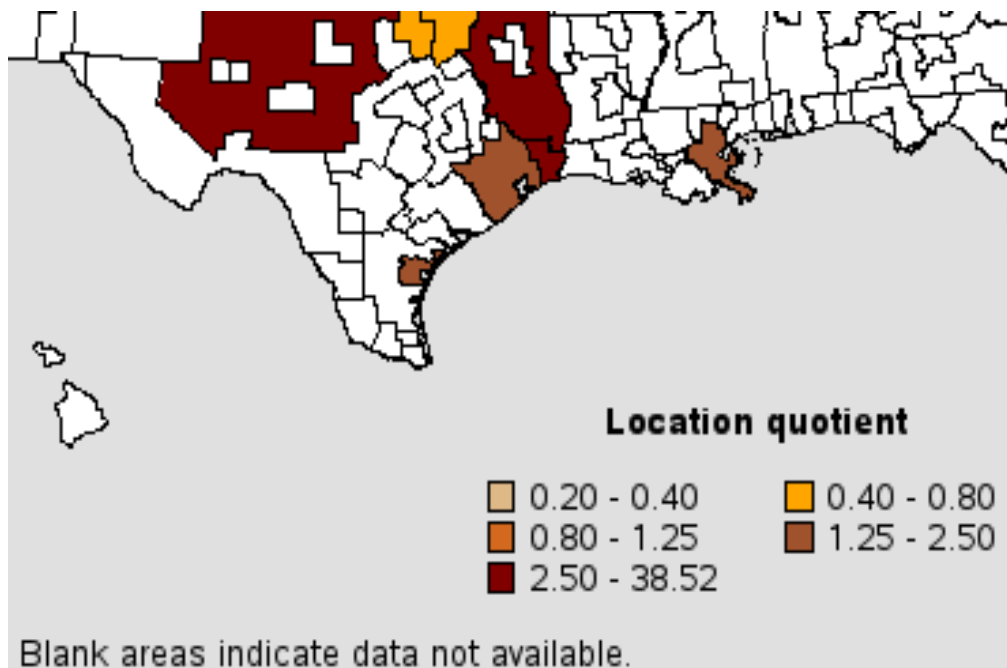 Location quotient
0.20 - 0.40 0.40 - 0.80
0.80 - 1.25 1.25 - 2.50
2.50 - 38.52
Blank areas indicate data not available.